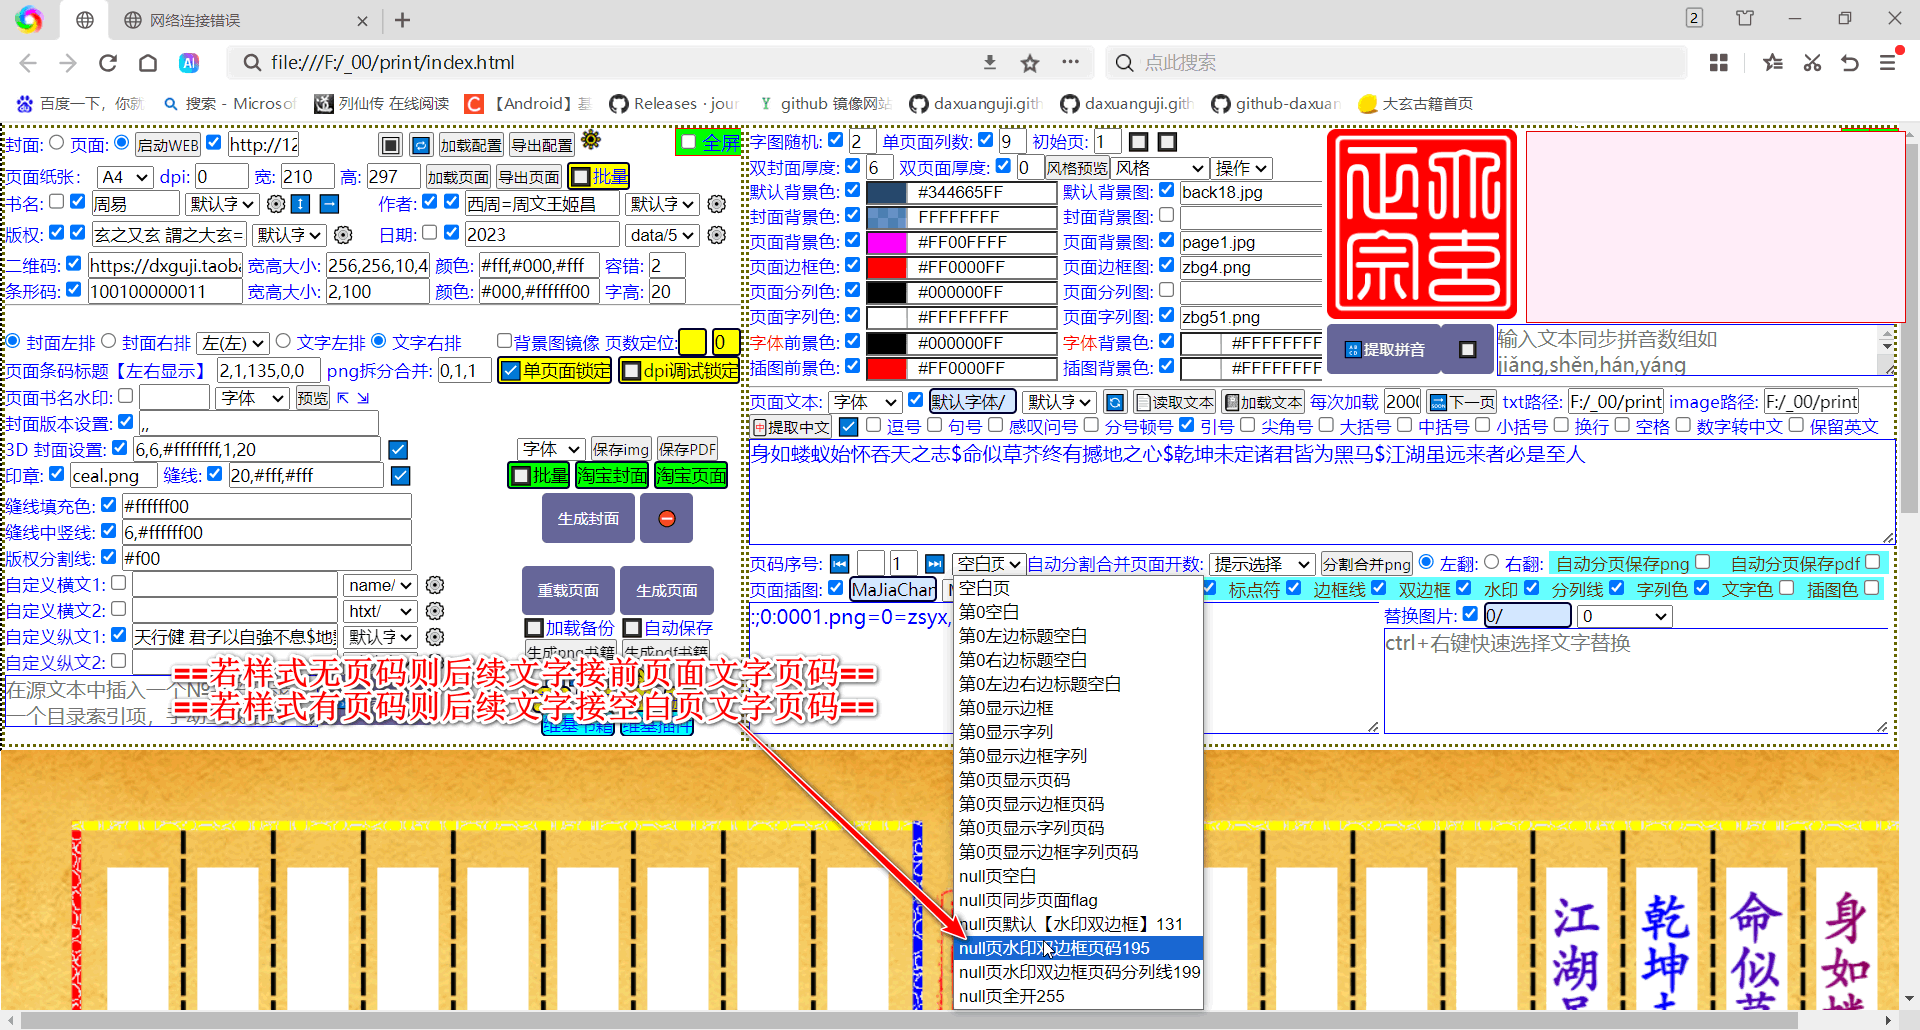 网络连接错误
2
file:///F:/_00/print/index.html
点此搜索
百度一下，你就
搜索 - Microsof
列仙传 在线阅读
【Android】基
Releases · jour
github 镜像网站
daxuanguji.gith
daxuanguji.gith
github-daxuan
大玄古籍首页
封面: 页面: 启动WEB http://12 加载配置 导出配置 全屏
页面纸张: A4 dpi: 0 宽: 210 高: 297 加载页面 导出页面 批量
书名: 周易 默认字 作者: 西周=周文王姬昌 默认字
版权: 玄之又玄 謂之大玄= 默认字 日期: 2023 data/5
二维码: https://dxguji.taoba 宽高大小: 256,256,10,4 颜色: #fff,#000,#fff 容错: 2
条形码: 100100000011 宽高大小: 2,100 颜色: #000,#ffffff00 字高: 20
封面左排 封面右排 左(左) 文字左排 文字右排 背景图镜像 页数定位: 0
页面条码标题【左右显示】 2,1,135,0,0 png拆分合并: 0,1,1 单页面锁定 dpi调试锁定
页面书名水印: 字体 预览
封面版本设置: ,,
3D 封面设置: 6,6,#ffffffff,1,20 字体 保存img 保存PDF
印章: ceal.png 缝线: 20,#fff,#fff 批量 淘宝封面 淘宝页面
缝线填充色: #ffffff00 生成封面
缝线中竖线: 6,#ffffff00
版权分割线: #f00
自定义横文1: name/ 重载页面 生成页面
自定义横文2: htxt/
自定义纵文1: 天行健 君子以自強不息$地 默认字 加载备份 自动保存
自定义纵文2: 生成png书籍 生成pdf书籍
在源文本中插入一个№
一个目录索引项，手动
==若样式无页码则后续文字接前页面文字页码==
==若样式有页码则后续文字接空白页文字页码==
维基书籍 维基插件
字图随机: 2 单页面列数: 9 初始页: 1
双封面厚度: 6 双页面厚度: 0 风格预览 风格 操作
默认背景色: #344665FF 默认背景图: back18.jpg
封面背景色: FFFFFFFF 封面背景图:
页面背景色: #FF00FFFF 页面背景图: page1.jpg
页面边框色: #FF0000FF 页面边框图: zbg4.png
页面分列色: #000000FF 页面分列图:
页面字列色: #FFFFFFFF 页面字列图: zbg51.png
字体前景色: #000000FF 字体背景色: #FFFFFFFF
插图前景色: #FF0000FF 插图背景色: #FFFFFFFF
提取拼音
输入文本同步拼音数组如
jiǎng,shěn,hán,yáng
页面文本: 字体 默认字体/ 默认字 读取文本 加载文本 每次加载 200 下一页 txt路径: F:/_00/print image路径: F:/_00/print
提取中文 逗号 句号 感叹问号 分号顿号 引号 尖角号 大括号 中括号 小括号 换行 空格 数字转中文 保留英文
身如蝼蚁始怀吞天之志$命似草芥终有撼地之心$乾坤未定诸君皆为黑马$江湖虽远来者必是至人
页码序号: 1 空白页 自动分割合并页面开数: 提示选择 分割合并png 左翻: 右翻: 自动分页保存png 自动分页保存pdf
页面插图: MaJiaChar 标点符 边框线 双边框 水印 分列线 字列色 文字色 插图色
:;0:0001.png=0=zsyx,
替换图片: 0/ 0
ctrl+右键快速选择文字替换
空白页
第0空白
第0左边标题空白
第0右边标题空白
第0左边右边标题空白
第0显示边框
第0显示字列
第0显示边框字列
第0页显示页码
第0页显示边框页码
第0页显示字列页码
第0页显示边框字列页码
null页空白
null页同步页面flag
null页默认【水印双边框】131
null页水印双边框页码195
null页水印双边框页码分列线199
null页全开255
身如
命似
乾坤
江湖